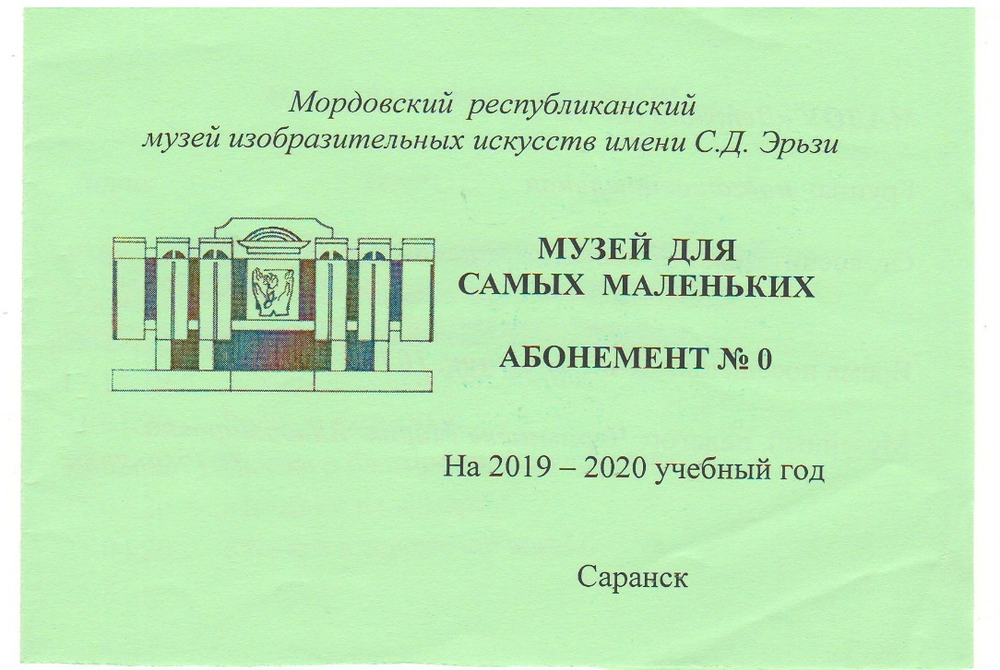 Мордовский республиканский
музей изобразительных искусств имени С.Д. Эрьзи
МУЗЕЙ ДЛЯ
САМЫХ МАЛЕНЬКИХ
АБОНЕМЕНТ № 0
На 2019 – 2020 учебный год
Саранск